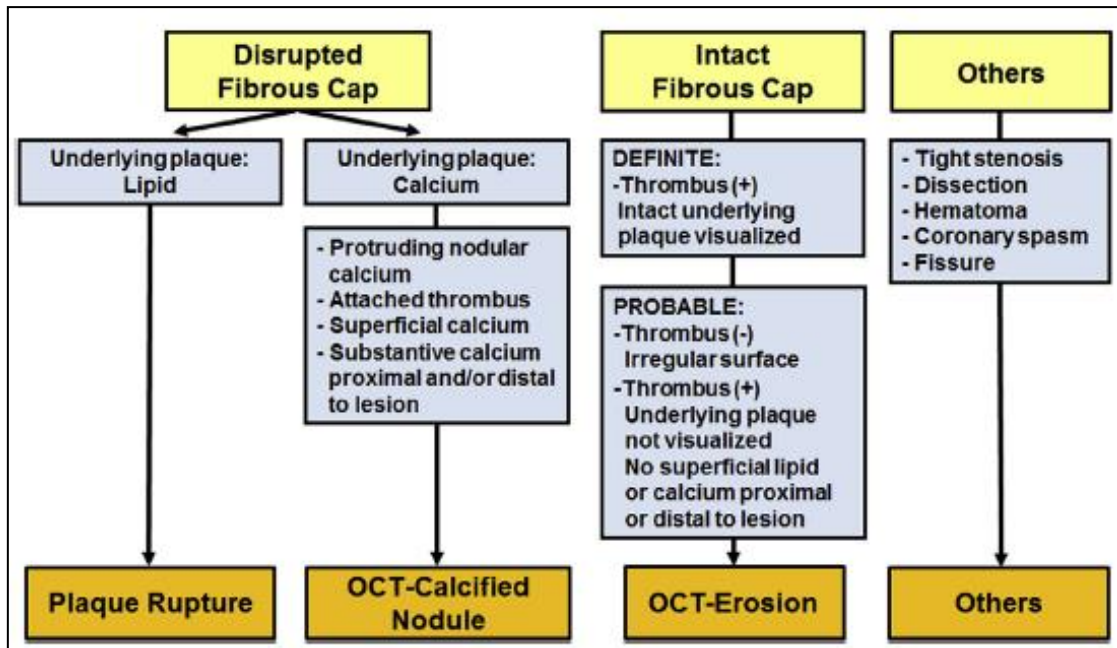 Disrupted
Fibrous Cap
Intact
Fibrous Cap
Others
Underlying plaque:
Lipid
Underlying plaque:
Calcium
- Protruding nodular
calcium
- Attached thrombus
- Superficial calcium
- Substantive calcium
proximal and/or distal
to lesion
DEFINITE:
-Thrombus (+)
Intact underlying
plaque visualized
PROBABLE:
-Thrombus (-)
Irregular surface
-Thrombus (+)
Underlying plaque
not visualized
No superficial lipid
or calcium proximal
or distal to lesion
- Tight stenosis
- Dissection
- Hematoma
- Coronary spasm
- Fissure
Plaque Rupture
OCT-Calcified
Nodule
OCT-Erosion
Others